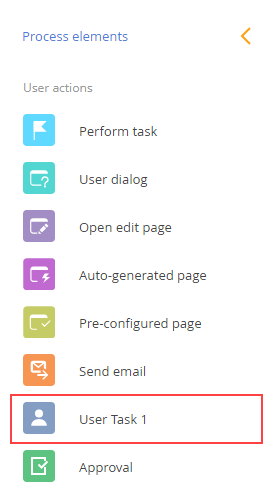 Process elements
User actions
Perform task
User dialog
Open edit page
Auto-generated page
Pre-configured page
Send email
User Task 1
Approval